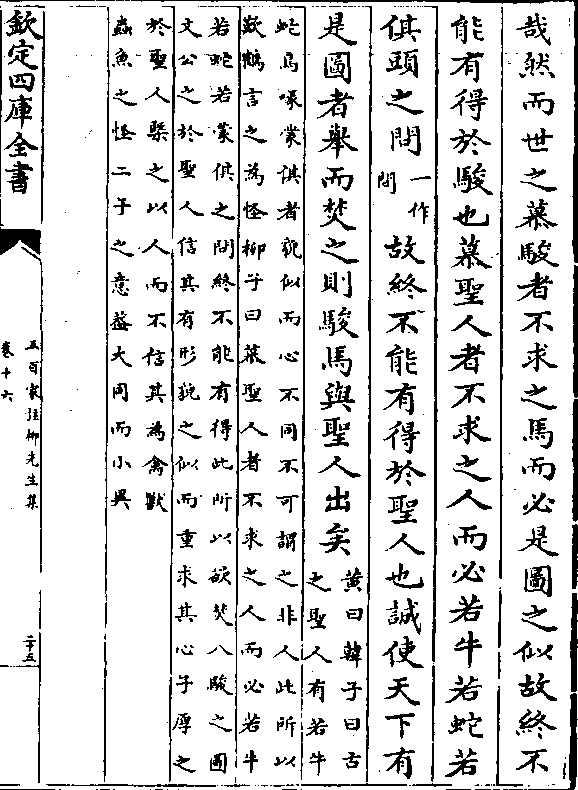 哉然而世之慕駿者不求之馬而必是圖之似故終不
能有得於駿也慕聖人者不求之人而必若牛若蛇若
倛頭之問一作問故終不能有得於聖人也誠使天下有
是圖者舉而焚之則駿馬與聖人出矣黄曰韓子曰古之聖人有若牛
蛇鳥喙蒙倛者貌似而心不同不可謂之非人此所以
歎鶴言之為怪栁子曰慕聖人者不求之人而必若牛
若蛇若蒙倛之問終不能有得此所以欲焚八駿之圖
文公之於聖人信其有形貌之似而重求其心子厚之
於聖人槩之以人而不信其為禽獸
蟲魚之怪二子之意益大同而小異
欽定四庫全書
五百家注柳先生集
卷十六
二十五